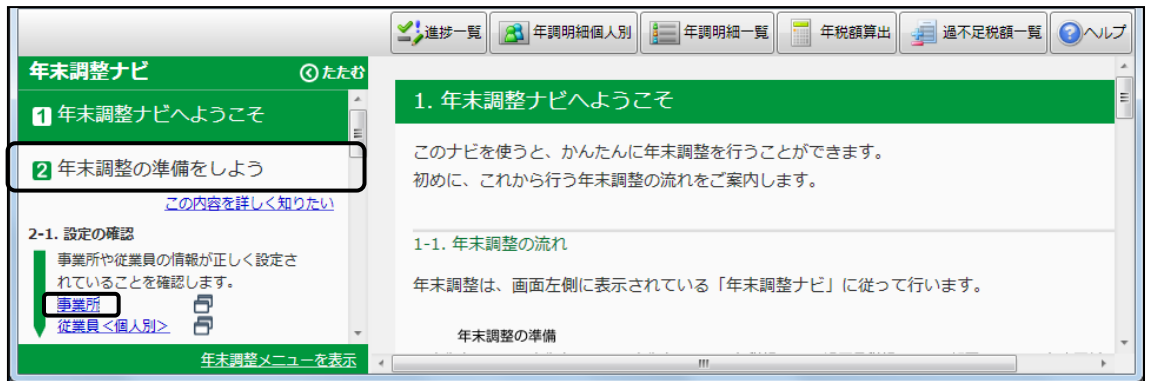 進捗一覧 年調明細個人別 年調明細一覧 年税額算出 過不足税額一覧 ヘルプ
年末調整ナビ たたむ
1 年末調整ナビへようこそ
2 年末調整の準備をしよう
この内容を詳しく知りたい
2-1. 設定の確認
事業所や従業員の情報が正しく設定さ
れていることを確認します。
事業所
従業員<個人別>
年末調整メニューを表示
1. 年末調整ナビへようこそ
このナビを使うと、かんたんに年末調整を行うことができます。
初めに、これから行う年末調整の流れをご案内します。
1-1. 年末調整の流れ
年末調整は、画面左側に表示されている「年末調整ナビ」に従って行います。
年末調整の準備